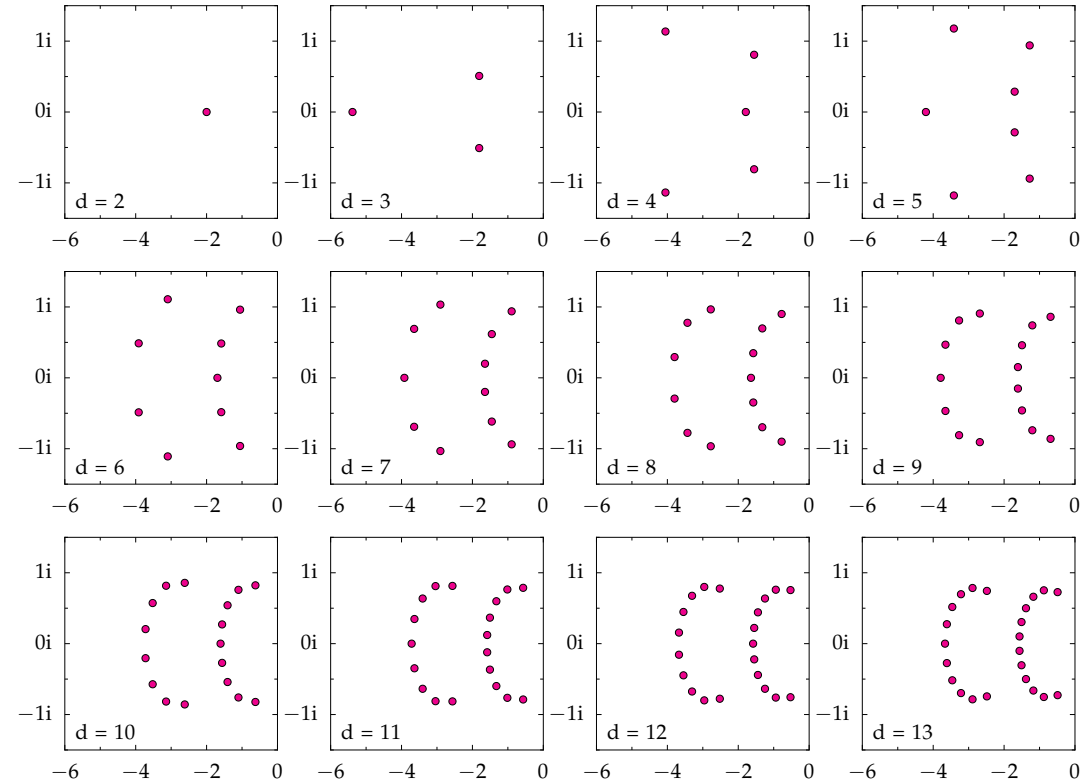 1i
0i
−1i
d = 2
−6 −4 −2 0
1i
0i
−1i
d = 3
−6 −4 −2 0
1i
0i
−1i
d = 4
−6 −4 −2 0
1i
0i
−1i
d = 5
−6 −4 −2 0
1i
0i
−1i
d = 6
−6 −4 −2 0
1i
0i
−1i
d = 7
−6 −4 −2 0
1i
0i
−1i
d = 8
−6 −4 −2 0
1i
0i
−1i
d = 9
−6 −4 −2 0
1i
0i
−1i
d = 10
−6 −4 −2 0
1i
0i
−1i
d = 11
−6 −4 −2 0
1i
0i
−1i
d = 12
−6 −4 −2 0
1i
0i
−1i
d = 13
−6 −4 −2 0